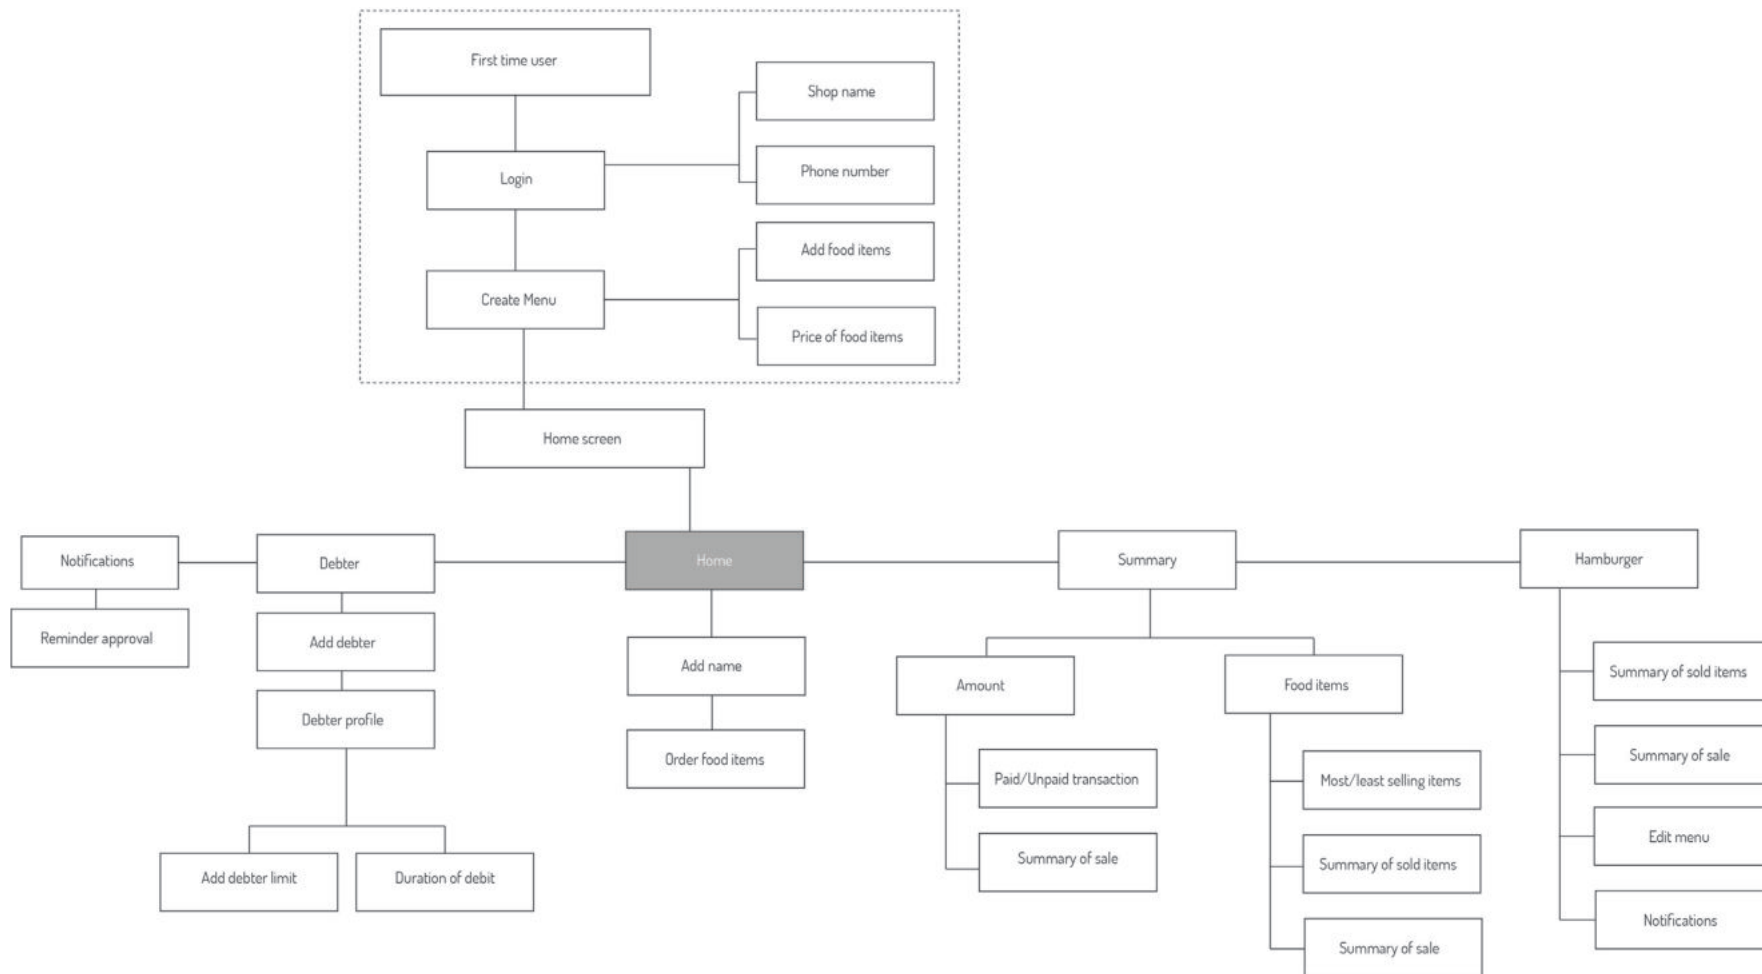 First time user
Shop name
Login
Phone number
Add food items
Create Menu
Price of food items
Home screen
Notifications
Debter
Home
Summary
Hamburger
Reminder approval
Add debter
Debter profile
Add debter limit
Duration of debit
Add name
Order food items
Amount
Paid/Unpaid transaction
Summary of sale
Food items
Most/least selling items
Summary of sold items
Summary of sale
Summary of sold items
Summary of sale
Edit menu
Notifications